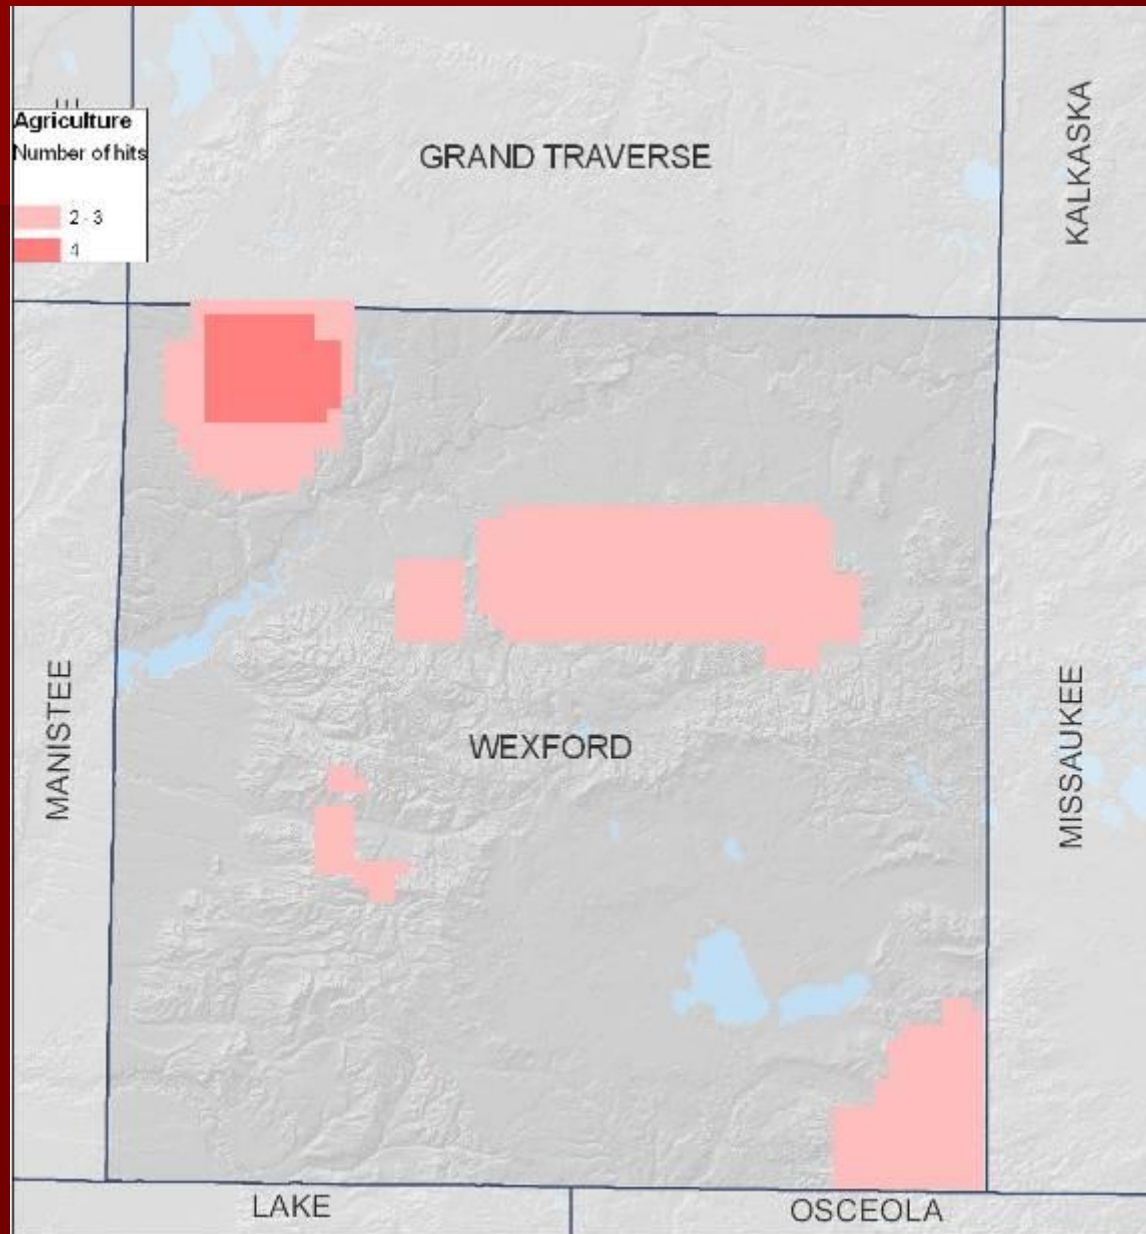 Agriculture
Number of hits
2 - 3
4
GRAND TRAVERSE
KALKASKA
MANISTEE
WEXFORD
MISSAUKEE
LAKE
OSCEOLA